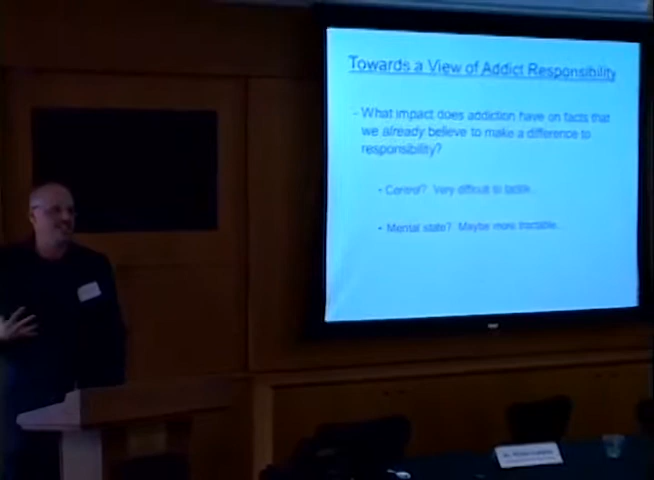 Towards a View of Addict Responsibility
- What impact does addiction have on facts that
we already believe to make a difference to
responsibility?
• Control? Very difficult to tackle...
• Mental state? Maybe more tractable...